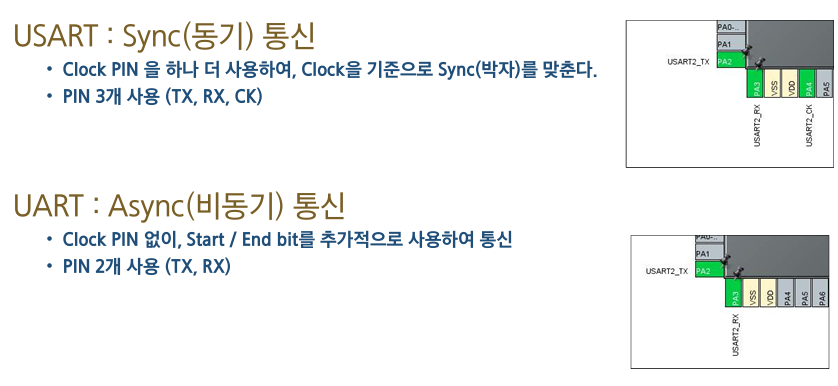 USART : Sync(동기) 통신
• Clock PIN 을 하나 더 사용하여, Clock을 기준으로 Sync(박자)를 맞춘다.
• PIN 3개 사용 (TX, RX, CK)
PA0-..
PA1
USART2_TX
PA2
PA3
VSS
VDD
PA4
PA5
USART2_RX
USART2_CK
UART : Async(비동기) 통신
• Clock PIN 없이, Start / End bit를 추가적으로 사용하여 통신
• PIN 2개 사용 (TX, RX)
PA0-..
PA1
USART2_TX
PA2
PA3
VSS
VDD
PA4
PA5
PA6
USART2_RX